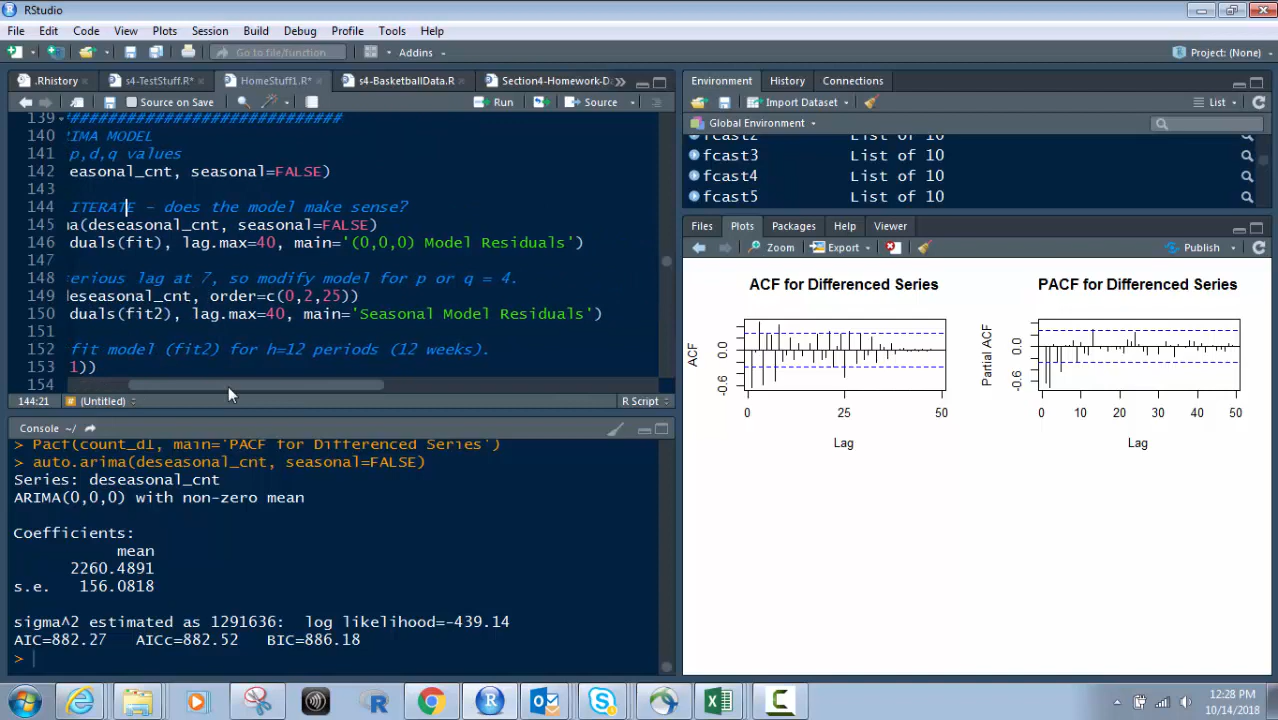 RStudio
File Edit Code View Plots Session Build Debug Profile Tools Help
Go to file/function Addins Project: (None)
.Rhistory s4-TestStuff.R* HomeStuff1.R* s4-BasketballData.R Section4-Homework-D
Source on Save Run Source
139 ############################
140 IMA MODEL
141 p,d,q values
142 easonal_cnt, seasonal=FALSE)
143
144 ITERATE - does the model make sense?
145 na(deseasonal_cnt, seasonal=FALSE)
146 duals(fit), lag.max=40, main='(0,0,0) Model Residuals')
147
148 erious lag at 7, so modify model for p or q = 4.
149 leseasonal_cnt, order=c(0,2,25))
150 duals(fit2), lag.max=40, main='Seasonal Model Residuals')
151
152 fit model (fit2) for h=12 periods (12 weeks).
153 1))
154
144:21 (Untitled) R Script
Console ~/
> Pacf(count_d1, main='PACF for Differenced Series')
> auto.arima(deseasonal_cnt, seasonal=FALSE)
Series: deseasonal_cnt
ARIMA(0,0,0) with non-zero mean
Coefficients:
mean
2260.4891
s.e. 156.0818
sigma^2 estimated as 1291636: log likelihood=-439.14
AIC=882.27 AICc=882.52 BIC=886.18
>
Environment History Connections
Import Dataset List
Global Environment
fcast2 List of 10
fcast3 List of 10
fcast4 List of 10
fcast5 List of 10
Files Plots Packages Help Viewer
Zoom Export Publish
ACF for Differenced Series
ACF
0.0
-0.6
0 25 50
Lag
PACF for Differenced Series
Partial ACF
0.0
-0.6
0 10 20 30 40 50
Lag
12:28 PM
10/14/2018